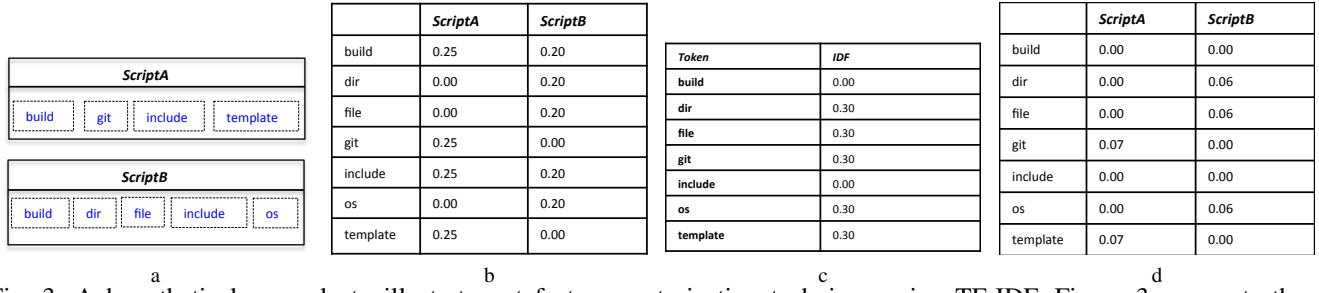 ScriptA
build git include template
ScriptB
build dir file include os
a
ScriptA ScriptB
build 0.25 0.20
dir 0.00 0.20
file 0.00 0.20
git 0.25 0.00
include 0.25 0.20
os 0.00 0.20
template 0.25 0.00
b
Token IDF
build 0.00
dir 0.30
file 0.30
git 0.30
include 0.00
os 0.30
template 0.30
c
ScriptA ScriptB
build 0.00 0.00
dir 0.00 0.06
file 0.00 0.06
git 0.07 0.00
include 0.00 0.00
os 0.00 0.06
template 0.07 0.00
d